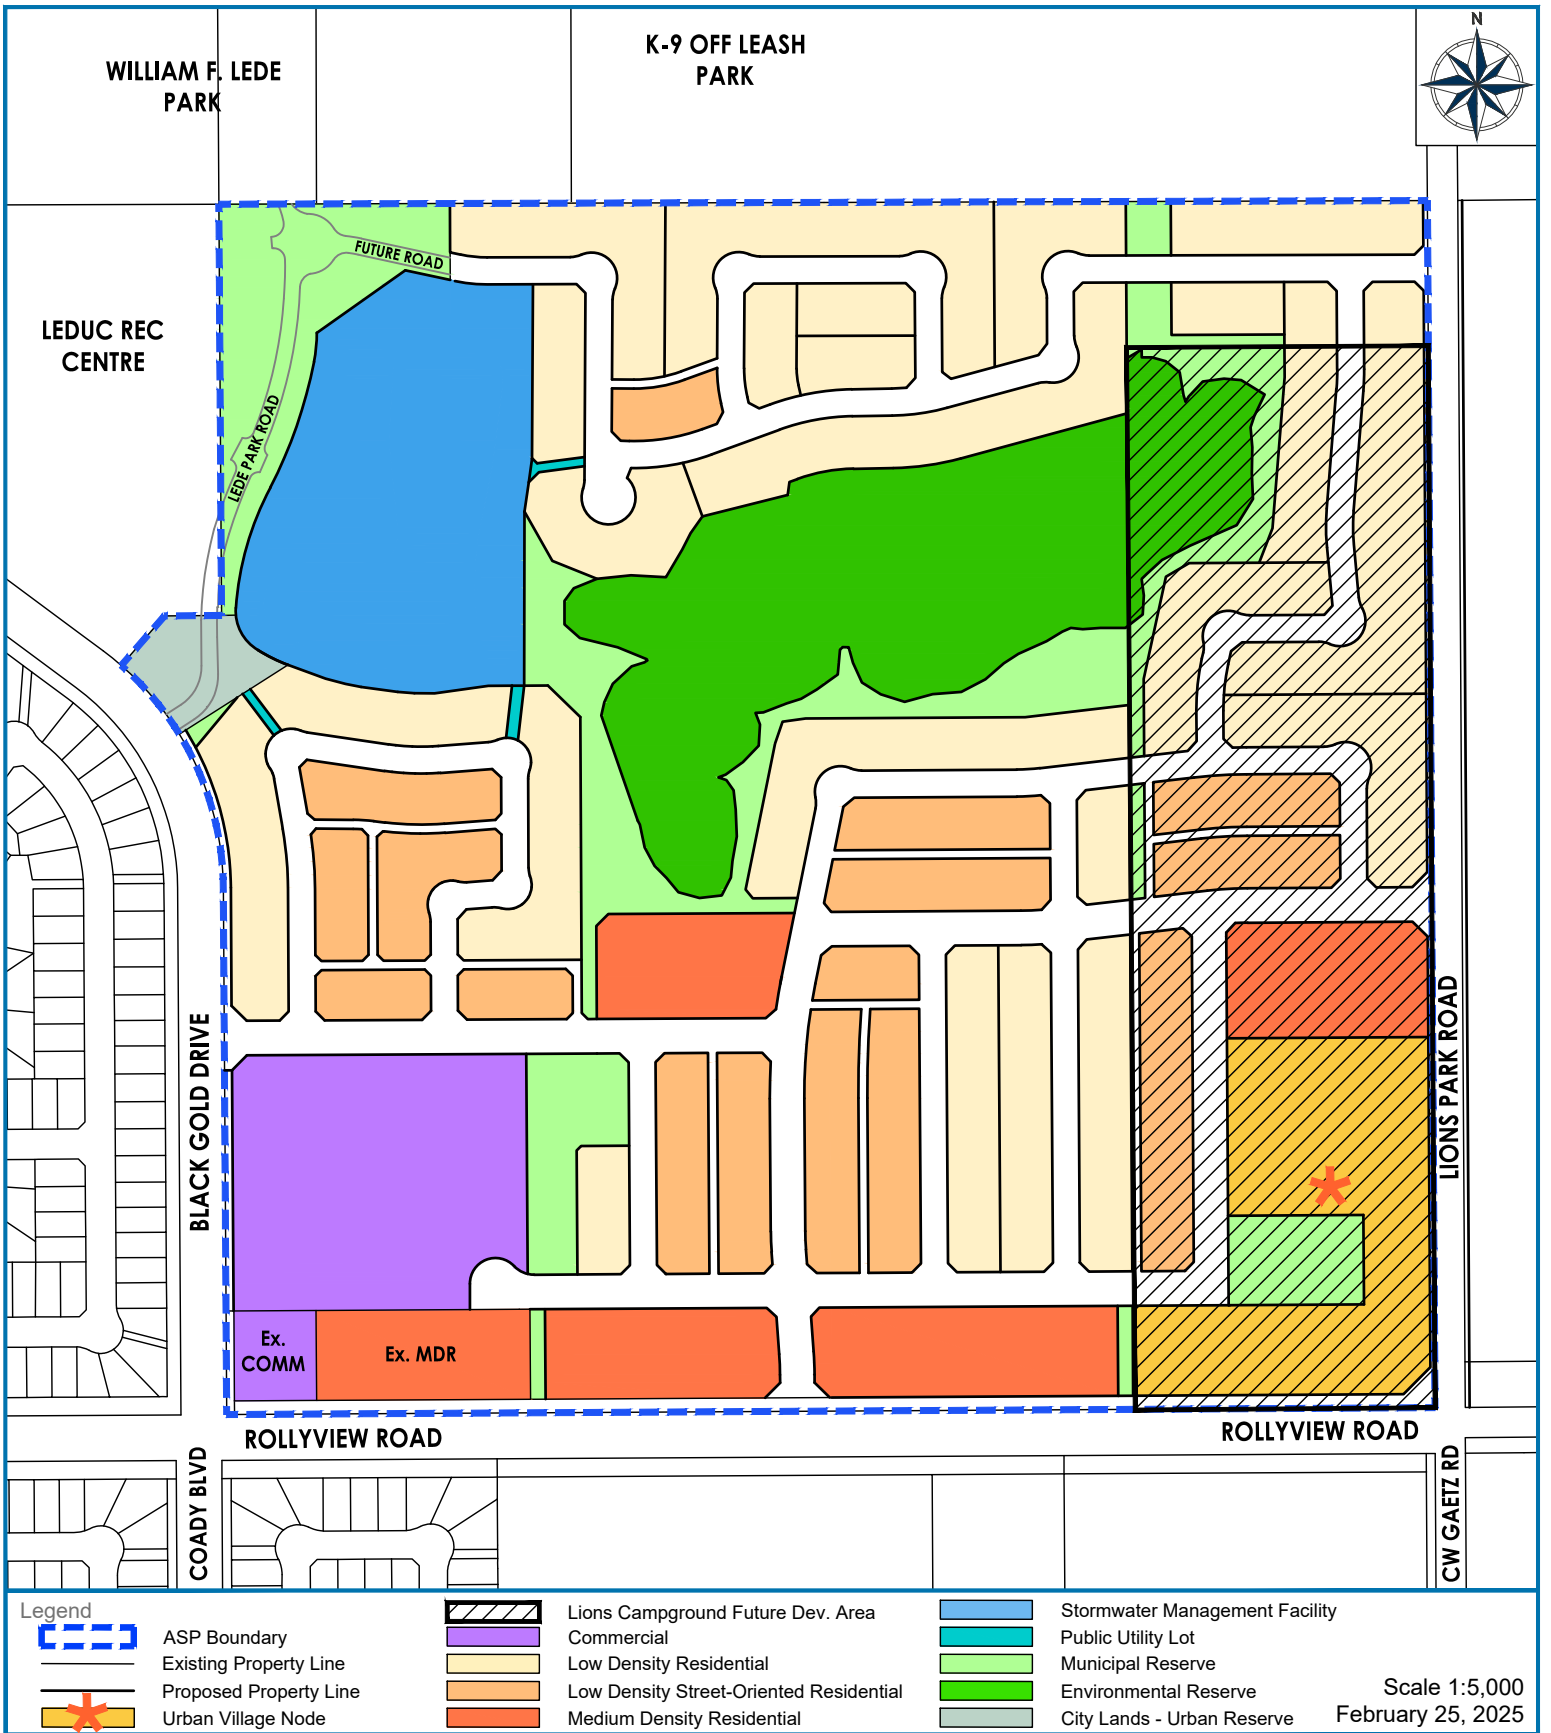 N
K-9 OFF LEASH
PARK
WILLIAM F. LEDE
PARK
FUTURE ROAD
LEDUC REC
CENTRE
LEDE PARK ROAD
BLACK GOLD DRIVE
LIONS PARK ROAD
Ex.
COMM
Ex. MDR
ROLLYVIEW ROAD
ROLLYVIEW ROAD
COADY BLVD
CW GAETZ RD
Legend
ASP Boundary
Existing Property Line
Proposed Property Line
Urban Village Node
Lions Campground Future Dev. Area
Commercial
Low Density Residential
Low Density Street-Oriented Residential
Medium Density Residential
Stormwater Management Facility
Public Utility Lot
Municipal Reserve
Environmental Reserve
City Lands - Urban Reserve
Scale 1:5,000
February 25, 2025